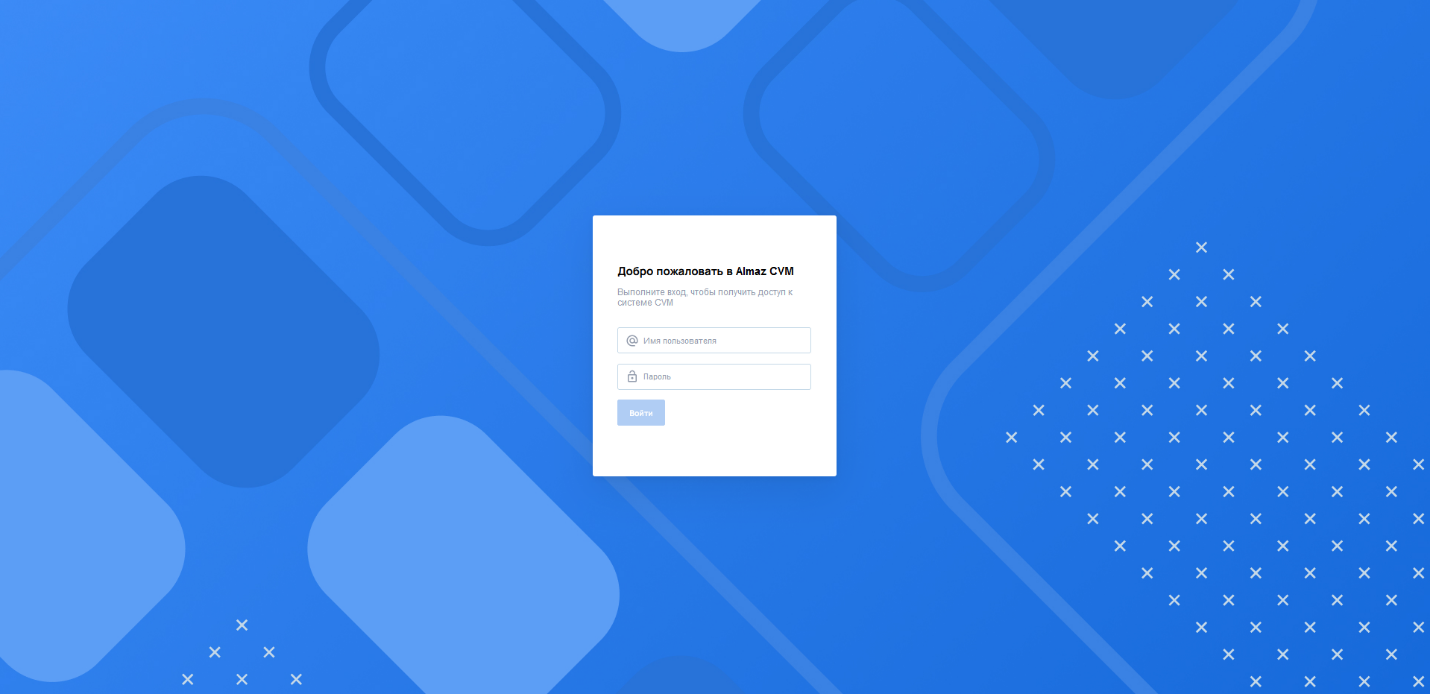 Добро пожаловать в Almaz CVM
Выполните вход, чтобы получить доступ к
системе CVM
Имя пользователя
Пароль
Войти